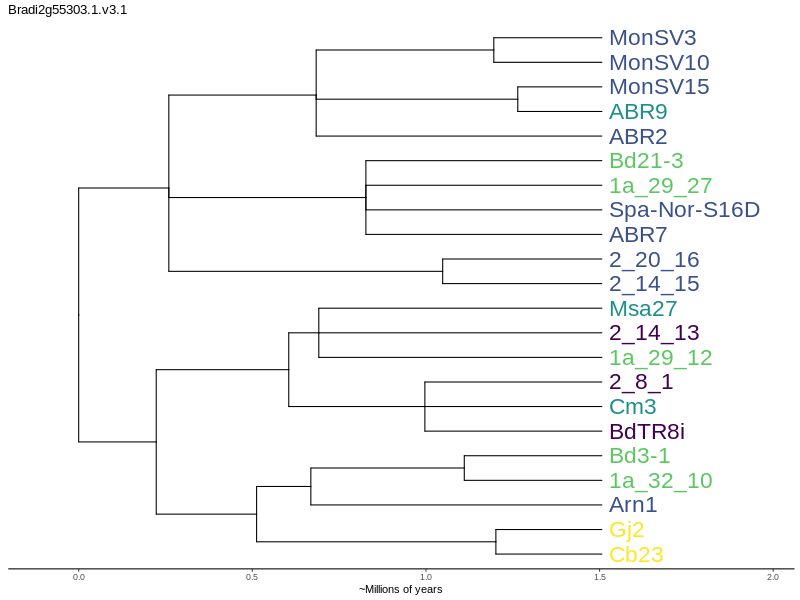 Bradi2g55303.1.v3.1
MonSV3
MonSV10
MonSV15
ABR9
ABR2
Bd21-3
1a_29_27
Spa-Nor-S16D
ABR7
2_20_16
2_14_15
Msa27
2_14_13
1a_29_12
2_8_1
Cm3
BdTR8i
Bd3-1
1a_32_10
Arn1
Gj2
Cb23
0.0 0.5 1.0 1.5 2.0
~Millions of years